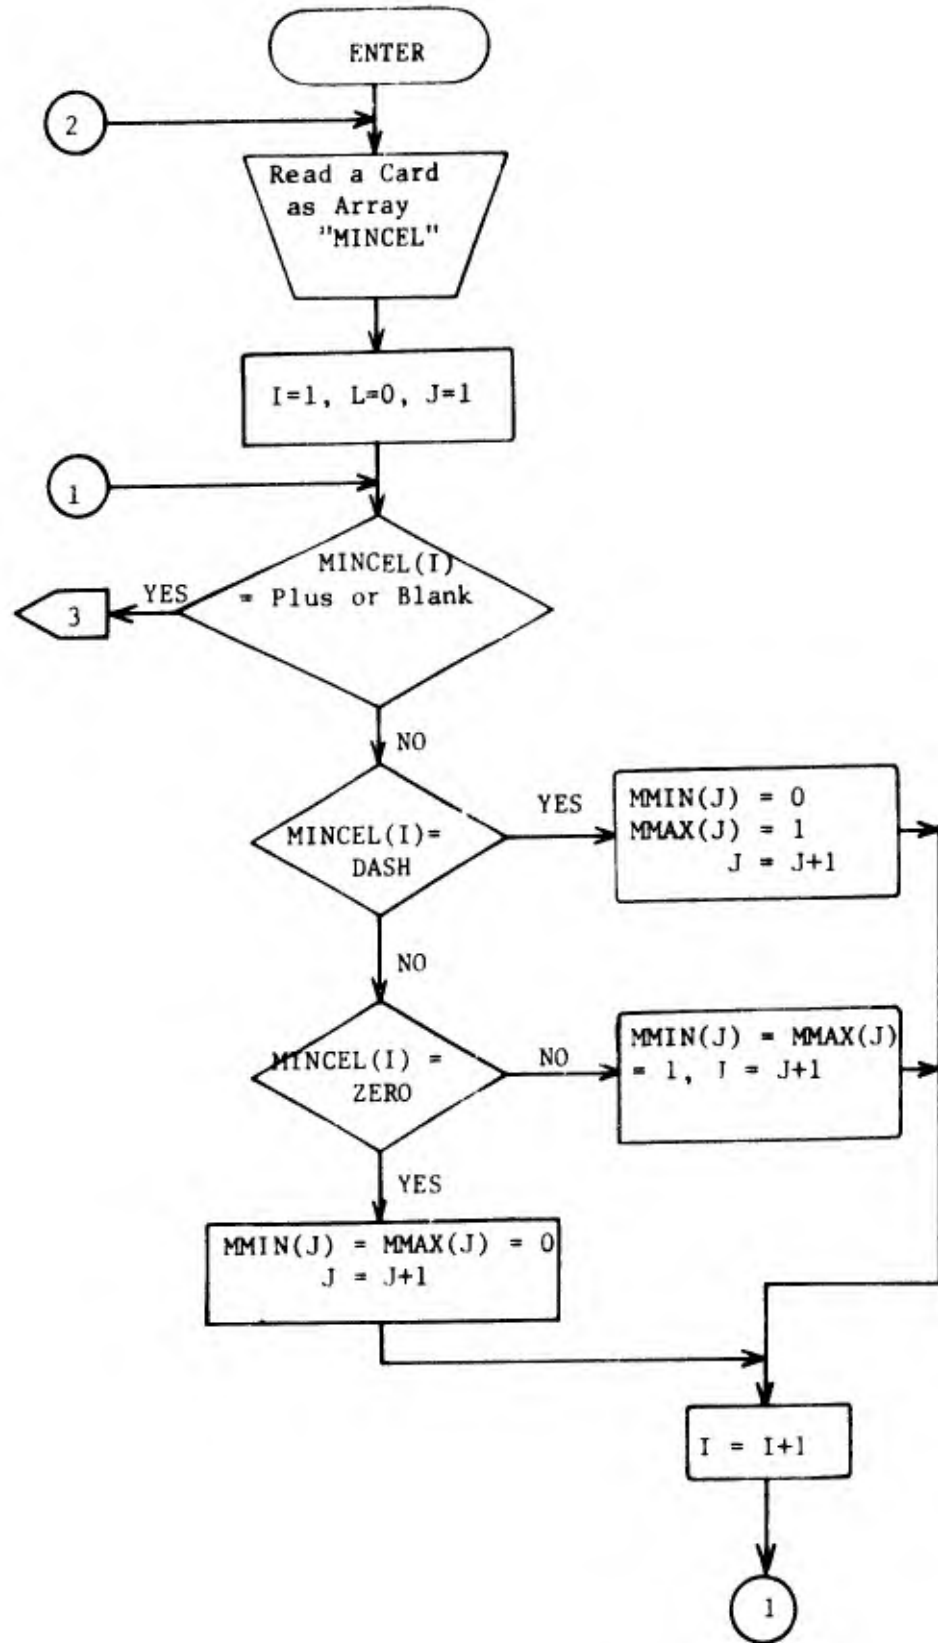 ENTER
2
Read a Card
as Array
"MINCEL"
I=1, L=0, J=1
1
MINCEL(I)
= Plus or Blank
YES
3
NO
MINCEL(I)=
DASH
YES
MMIN(J) = 0
MMAX(J) = 1
J = J+1
NO
MINCEL(I) =
ZERO
NO
MMIN(J) = MMAX(J)
= 1, J = J+1
YES
MMIN(J) = MMAX(J) = 0
J = J+1
I = I+1
1